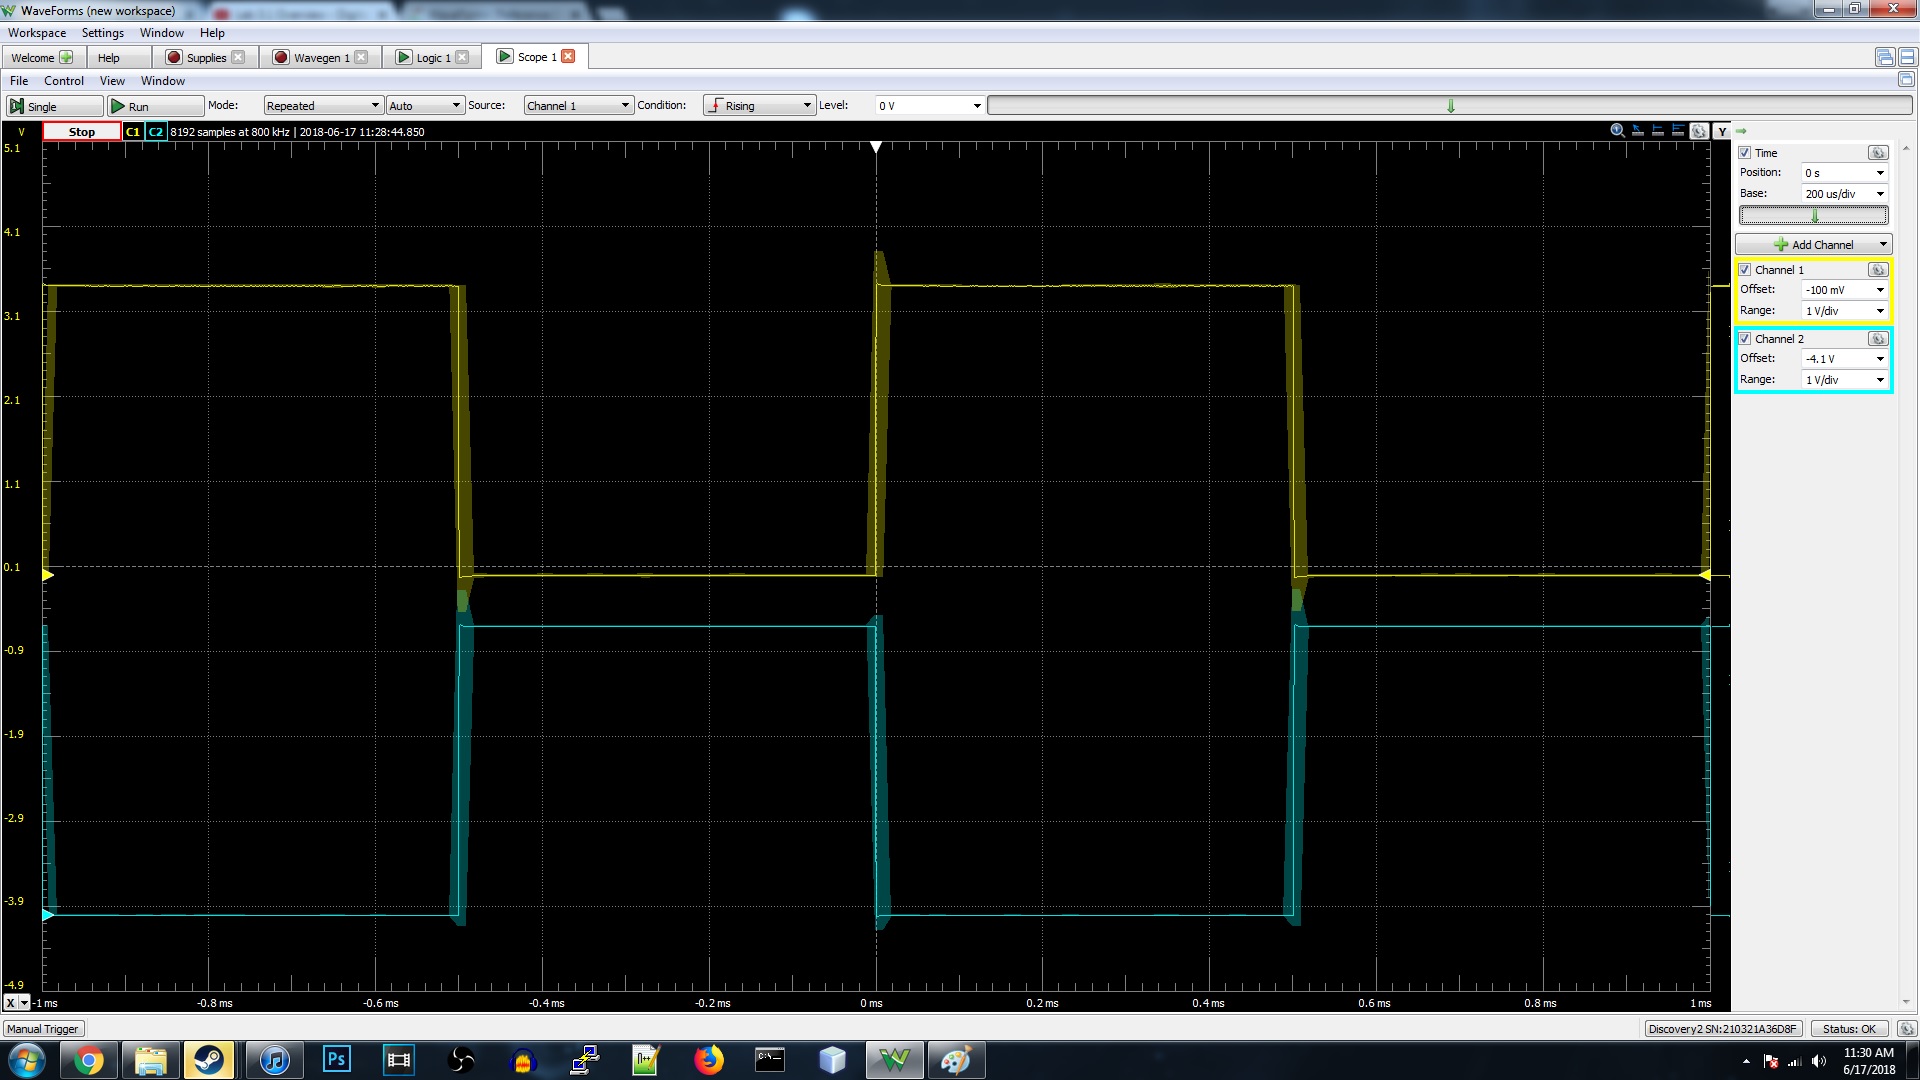 WaveForms (new workspace)
Workspace Settings Window Help
Welcome Help Supplies Wavegen 1 Logic 1 Scope 1
File Control View Window
Single Run Mode: Repeated Auto Source: Channel 1 Condition: Rising Level: 0 V
V Stop C1 C2 8192 samples at 800 kHz | 2018-06-17 11:28:44.850 Y
5.1
4.1
3.1
2.1
1.1
0.1
-0.9
-1.9
-2.9
-3.9
-4.9
X -1 ms -0.8 ms -0.6 ms -0.4 ms -0.2 ms 0 ms 0.2 ms 0.4 ms 0.6 ms 0.8 ms 1 ms
Time
Position: 0 s
Base: 200 us/div
Add Channel
Channel 1
Offset: -100 mV
Range: 1 V/div
Channel 2
Offset: -4.1 V
Range: 1 V/div
Manual Trigger Discovery2 SN:210321A36D8F Status: OK
Ps
C:\_
11:30 AM
6/17/2018